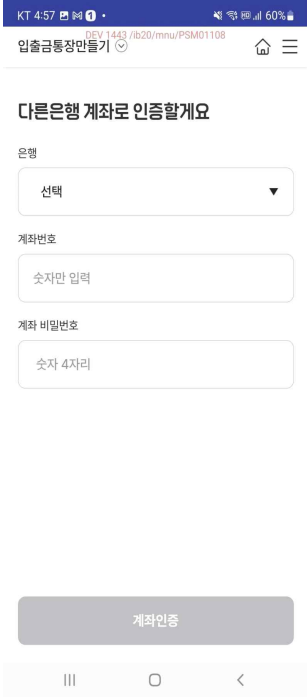 KT 4:57 1 • 60%
DEV 1443 /ib20/mnu/PSM01108
입출금통장만들기
다른은행 계좌로 인증할게요
은행
선택
계좌번호
숫자만 입력
계좌 비밀번호
숫자 4자리
계좌인증